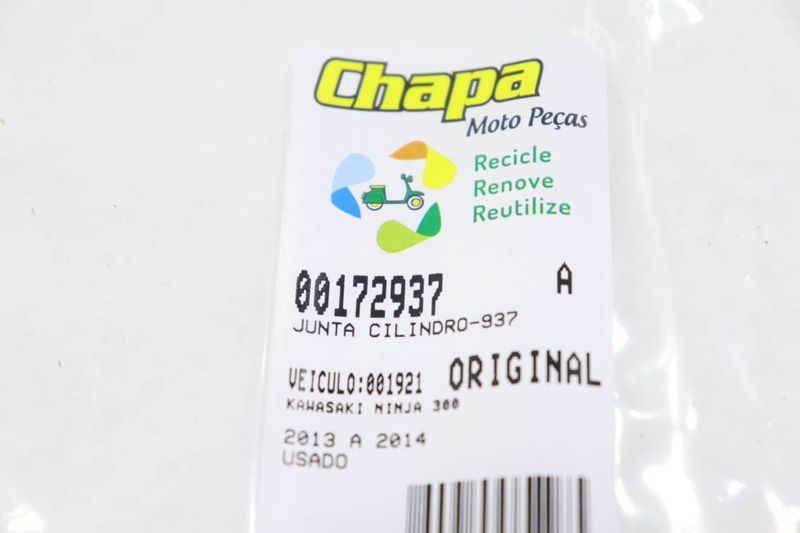 Chapa
Moto Peças
Recicle
Renove
Reutilize
00172937 A
JUNTA CILINDRO-937
VEICULO:001921 ORIGINAL
KAWASAKI NINJA 300
2013 A 2014
USADO